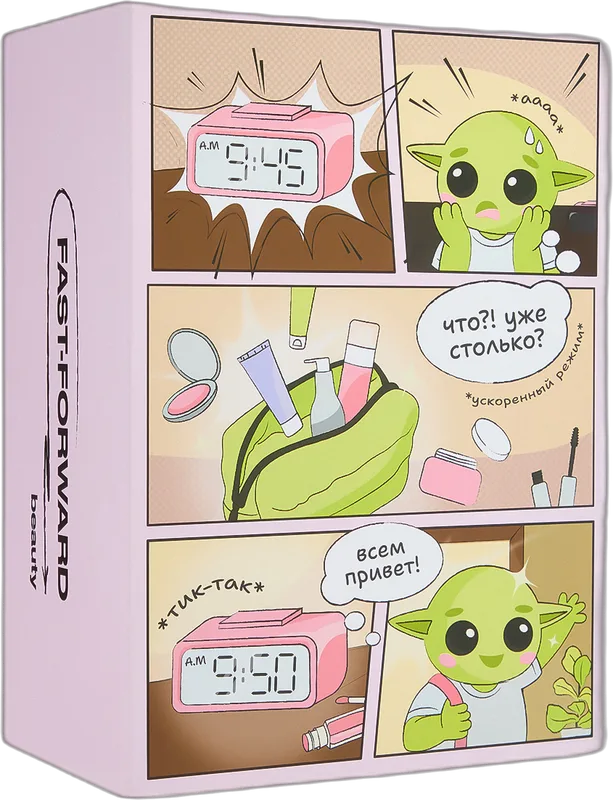 FAST-FORWARD
beauty
A.M
9:45
*аааа*
что?! уже
столько?
*ускоренный режим*
*тик-так*
A.M
9:50
всем
привет!